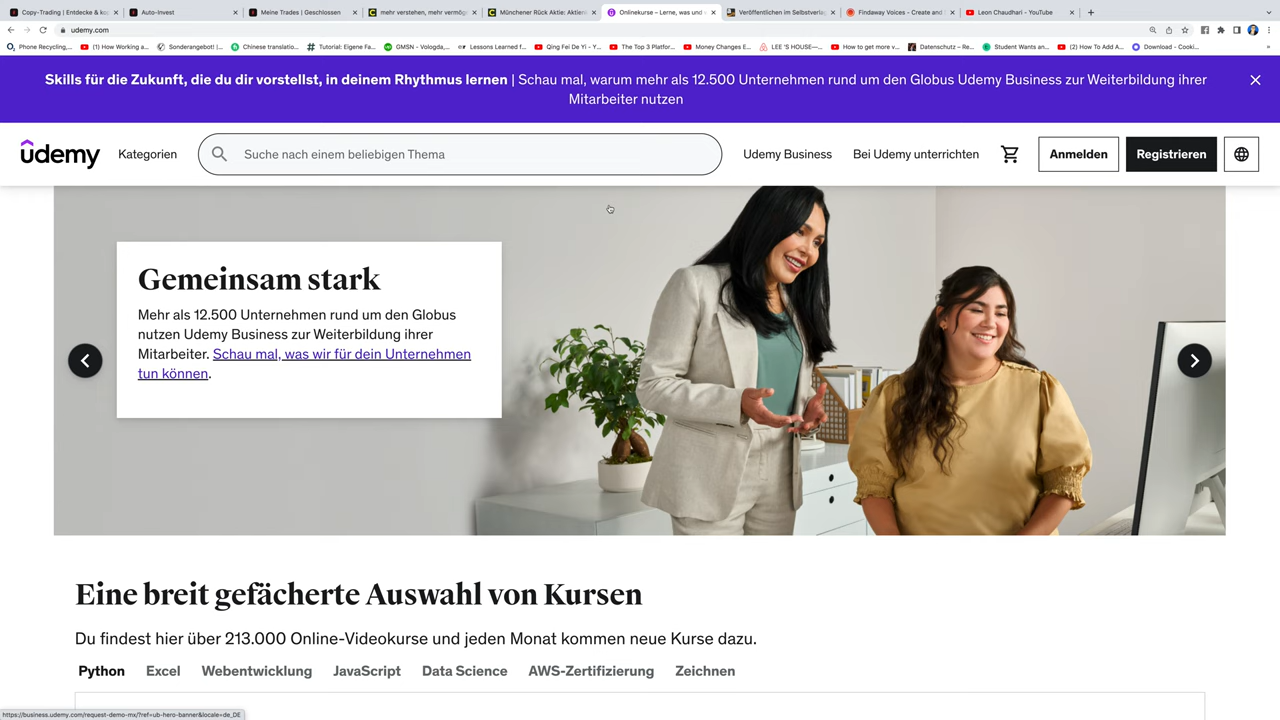 Copy-Trading | Entdecke & ko
Auto-Invest
Meine Trades | Geschlossen
mehr verstehen, mehr vermög
Münchener Rück Aktie: Aktien
Onlinekurse – Lerne, was und
Veröffentlichen im Selbstverla
Findaway Voices - Create and
Leon Chaudhari - YouTube
udemy.com
Phone Recycling,...
(1) How Working a...
Sonderangebot! |...
Chinese translatio...
Tutorial: Eigene Fa...
GMSN - Vologda,...
Lessons Learned f...
Qing Fei De Yi - Y...
The Top 3 Platfor...
Money Changes E...
LEE 'S HOUSE—...
How to get more v...
Datenschutz – Re...
Student Wants an...
(2) How To Add A...
Download - Cooki...
Skills für die Zukunft, die du dir vorstellst, in deinem Rhythmus lernen | Schau mal, warum mehr als 12.500 Unternehmen rund um den Globus Udemy Business zur Weiterbildung ihrer
Mitarbeiter nutzen
udemy
Kategorien
Suche nach einem beliebigen Thema
Udemy Business
Bei Udemy unterrichten
Anmelden
Registrieren
Gemeinsam stark
Mehr als 12.500 Unternehmen rund um den Globus
nutzen Udemy Business zur Weiterbildung ihrer
Mitarbeiter. Schau mal, was wir für dein Unternehmen
tun können.
Eine breit gefächerte Auswahl von Kursen
Du findest hier über 213.000 Online-Videokurse und jeden Monat kommen neue Kurse dazu.
Python
Excel
Webentwicklung
JavaScript
Data Science
AWS-Zertifizierung
Zeichnen
https://business.udemy.com/request-demo-mx/?ref=ub-hero-banner&locale=de_DE